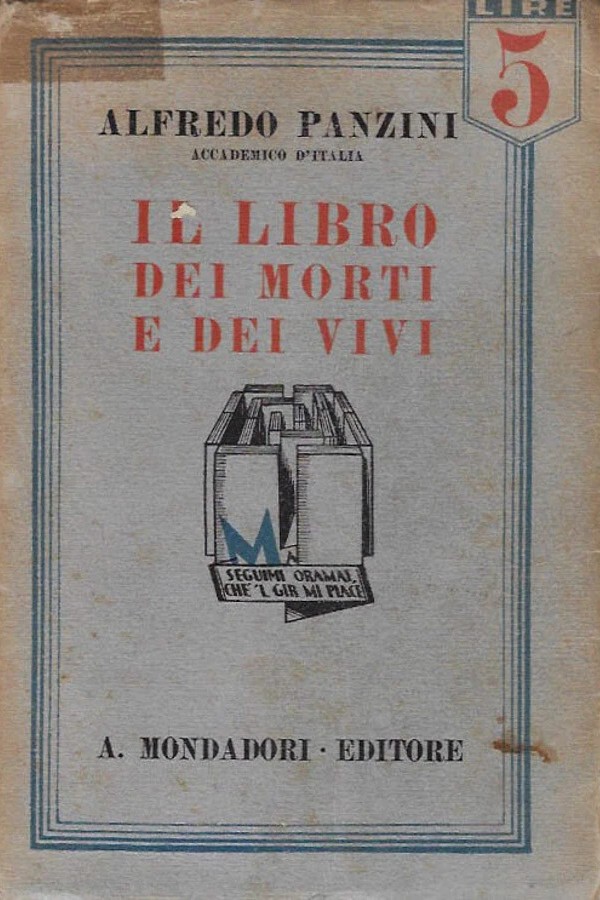 LIRE
5
ALFREDO PANZINI
ACCADEMICO D'ITALIA
IL LIBRO
DEI MORTI
E DEI VIVI
M
SEGUIMI ORAMAI,
CHÈ 'L GIR MI PIACE
A. MONDADORI · EDITORE